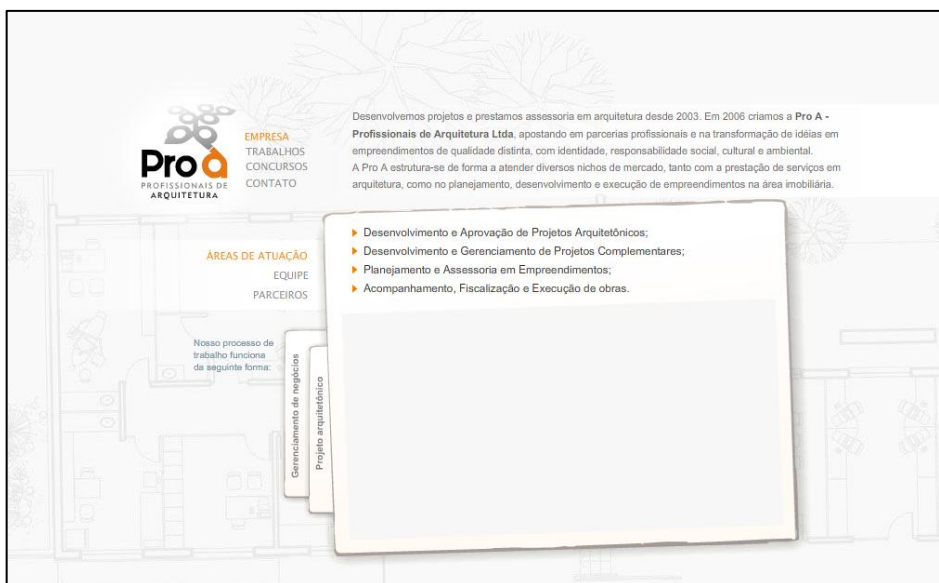 Pro A
PROFISSIONAIS DE
ARQUITETURA
EMPRESA
TRABALHOS
CONCURSOS
CONTATO
Desenvolvemos projetos e prestamos assessoria em arquitetura desde 2003. Em 2006 criamos a Pro A -
Profissionais de Arquitetura Ltda, apostando em parcerias profissionais e na transformação de idéias em
empreendimentos de qualidade distinta, com identidade, responsabilidade social, cultural e ambiental.
A Pro A estrutura-se de forma a atender diversos nichos de mercado, tanto com a prestação de serviços em
arquitetura, como no planejamento, desenvolvimento e execução de empreendimentos na área imobiliária.
ÁREAS DE ATUAÇÃO
EQUIPE
PARCEIROS
Desenvolvimento e Aprovação de Projetos Arquitetônicos;
Desenvolvimento e Gerenciamento de Projetos Complementares;
Planejamento e Assessoria em Empreendimentos;
Acompanhamento, Fiscalização e Execução de obras.
Nosso processo de
trabalho funciona
da seguinte forma:
Gerenciamento de negócios
Projeto arquitetônico